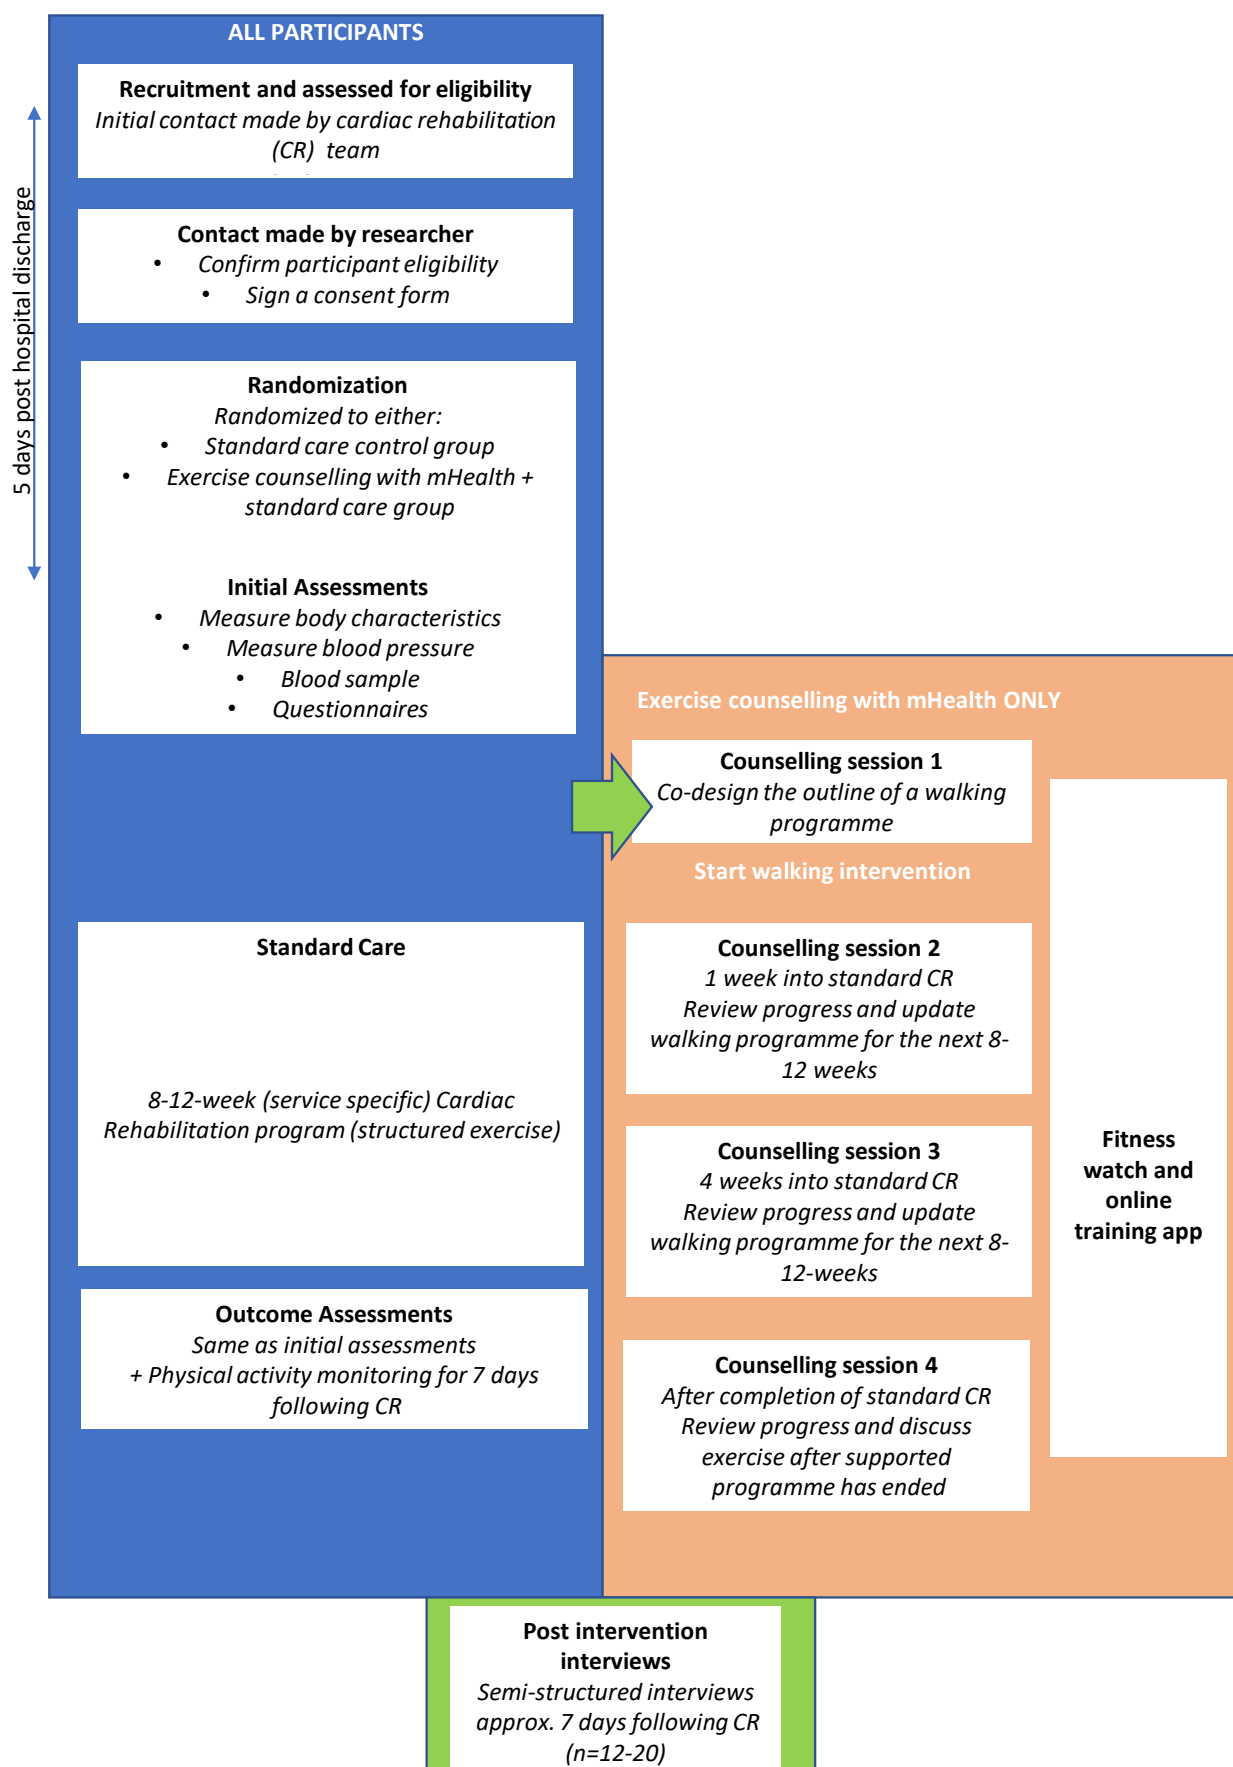 ALL PARTICIPANTS
Recruitment and assessed for eligibility
Initial contact made by cardiac rehabilitation
(CR) team
5 days post hospital discharge
Contact made by researcher
• Confirm participant eligibility
• Sign a consent form
Randomization
Randomized to either:
• Standard care control group
• Exercise counselling with mHealth +
standard care group
Initial Assessments
• Measure body characteristics
• Measure blood pressure
• Blood sample
• Questionnaires
Exercise counselling with mHealth ONLY
Counselling session 1
Co-design the outline of a walking
programme
Start walking intervention
Standard Care
8-12-week (service specific) Cardiac
Rehabilitation program (structured exercise)
Counselling session 2
1 week into standard CR
Review progress and update
walking programme for the next 8-
12 weeks
Counselling session 3
4 weeks into standard CR
Review progress and update
walking programme for the next 8-
12-weeks
Fitness
watch and
online
training app
Outcome Assessments
Same as initial assessments
+ Physical activity monitoring for 7 days
following CR
Counselling session 4
After completion of standard CR
Review progress and discuss
exercise after supported
programme has ended
Post intervention
interviews
Semi-structured interviews
approx. 7 days following CR
(n=12-20)